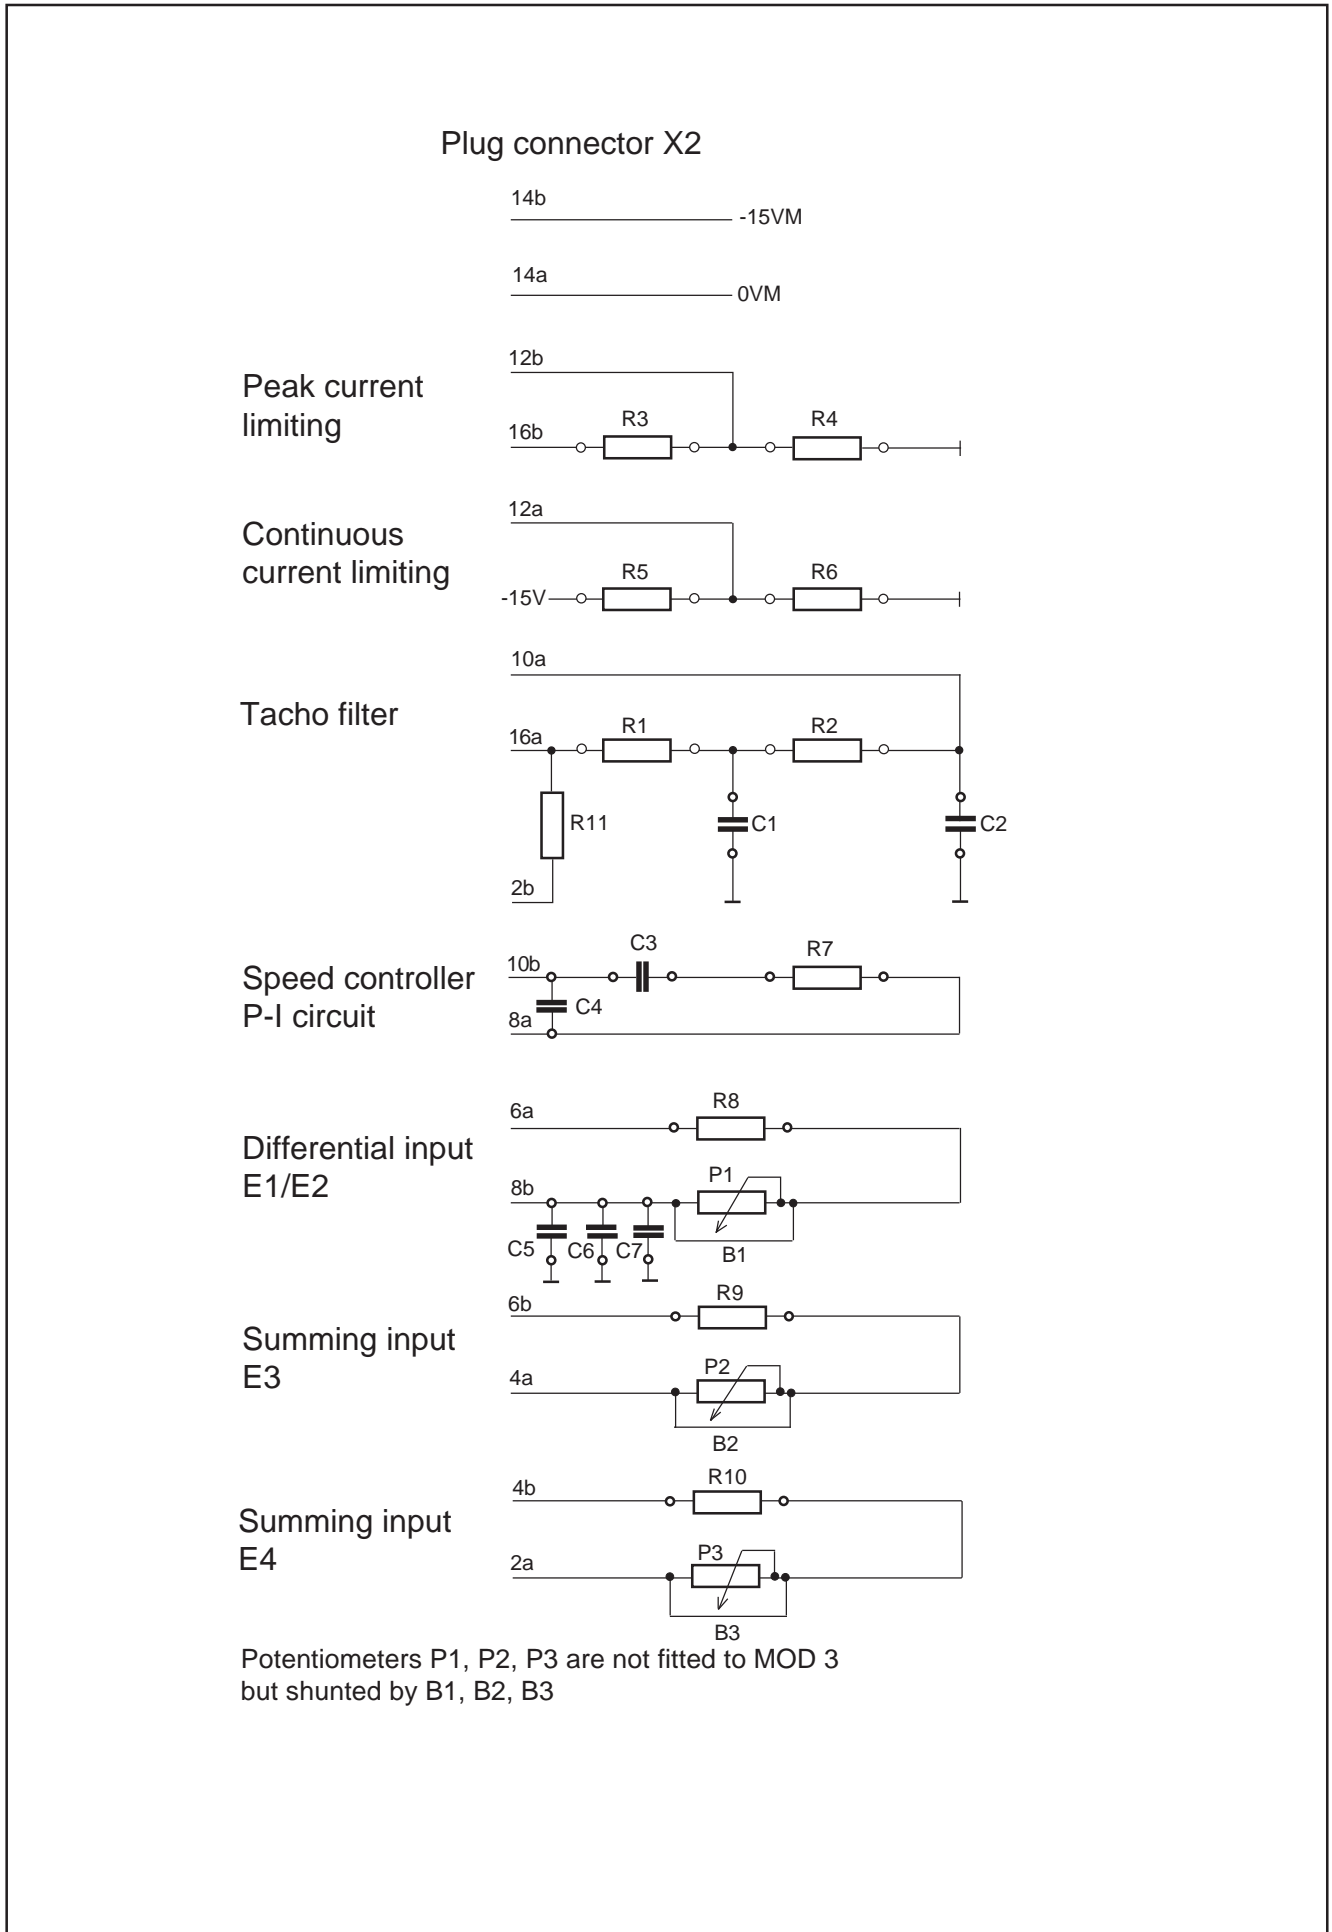 Plug connector X2
14b
-15VM
14a
0VM
12b
Peak current
limiting
R3
R4
16b
12a
Continuous
current limiting
R5
R6
-15V
10a
Tacho filter
R1
R2
16a
R11
C1
C2
2b
C3
R7
10b
Speed controller
P-I circuit
C4
8a
R8
6a
Differential input
E1/E2
P1
8b
C5
C6
C7
B1
R9
6b
Summing input
E3
P2
4a
B2
R10
4b
Summing input
E4
P3
2a
B3
Potentiometers P1, P2, P3 are not fitted to MOD 3
but shunted by B1, B2, B3